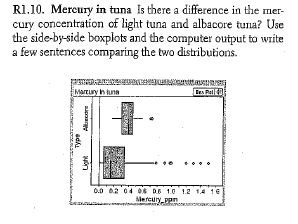 R1.10. Mercury in tuna Is there a difference in the mer-
cury concentration of light tuna and albacore tuna? Use
the side-by-side boxplots and the computer output to write
a few sentences comparing the two distributions.
Mercury in tuna
Box Plot
Albacore
Type
Light
0.0 0.2 0.4 0.6 0.8 1.0 1.2 1.4 1.6
Mercury_ppm